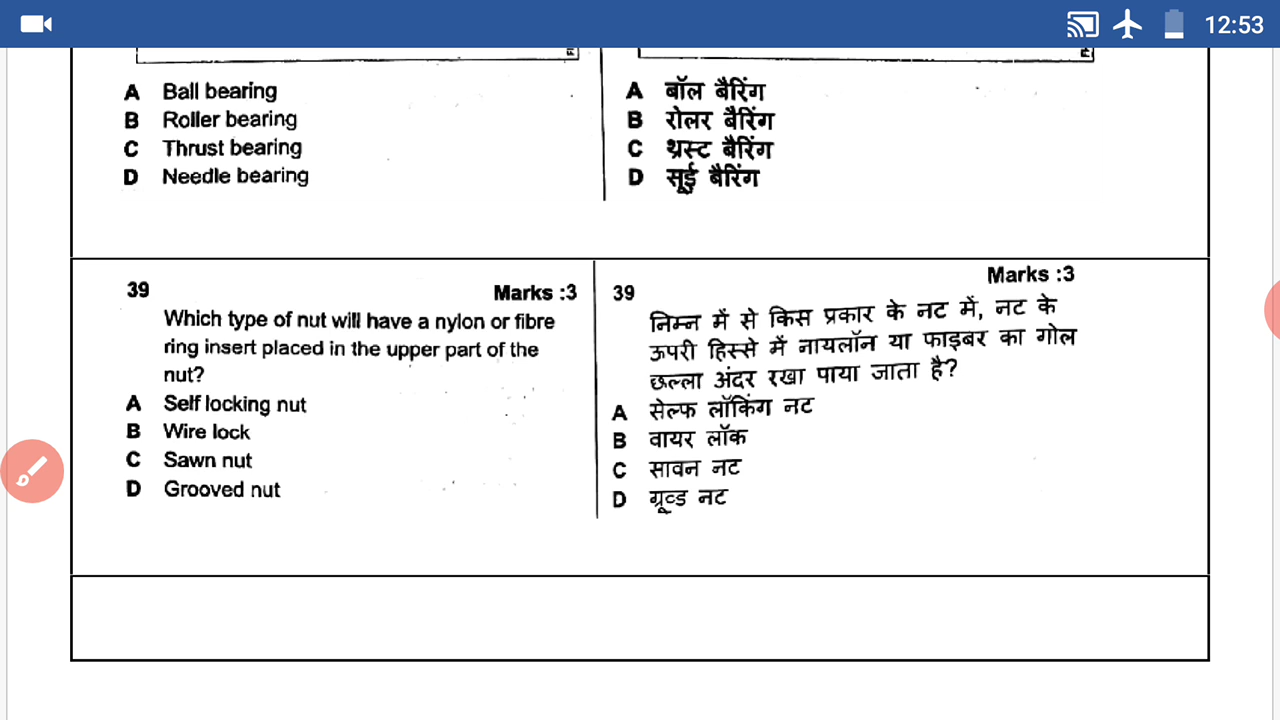 12:53
A Ball bearing
B Roller bearing
C Thrust bearing
D Needle bearing
A बॉल बैरिंग
B रोलर बैरिंग
C थ्रस्ट बैरिंग
D सूई बैरिंग
39
Marks :3
Which type of nut will have a nylon or fibre
ring insert placed in the upper part of the
nut?
A Self locking nut
B Wire lock
C Sawn nut
D Grooved nut
Marks :3
39
निम्न में से किस प्रकार के नट में, नट के
ऊपरी हिस्से में नायलॉन या फाइबर का गोल
छल्ला अंदर रखा पाया जाता है?
A सेल्फ लॉकिंग नट
B वायर लॉक
C सावन नट
D ग्रूव्ड नट